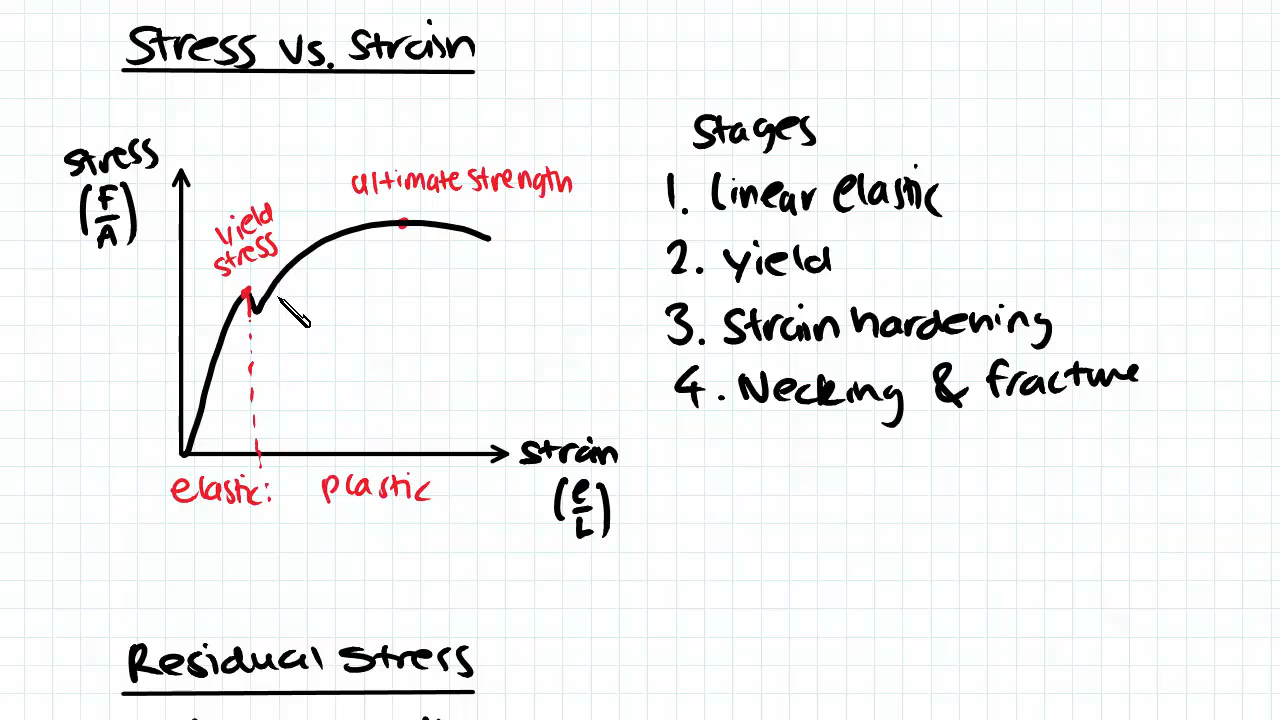 Stress vs. Strain
Stress
(F/A)
yield
stress
ultimate strength
elastic: plastic
Strain
(e/L)
Stages
1. linear elastic
2. yield
3. Strain hardening
4. Necking & fracture
Residual Stress